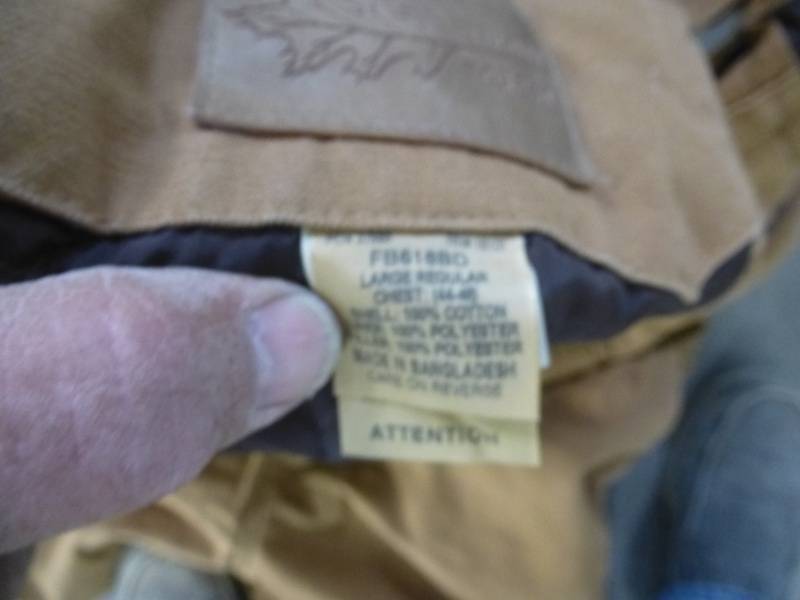 LARGE REGULAR
CHEST: (44-46)
SHELL: 100% COTTON
100% POLYESTER
100% POLYESTER
MADE IN BANGLADESH
CARE ON REVERSE
ATTENTION